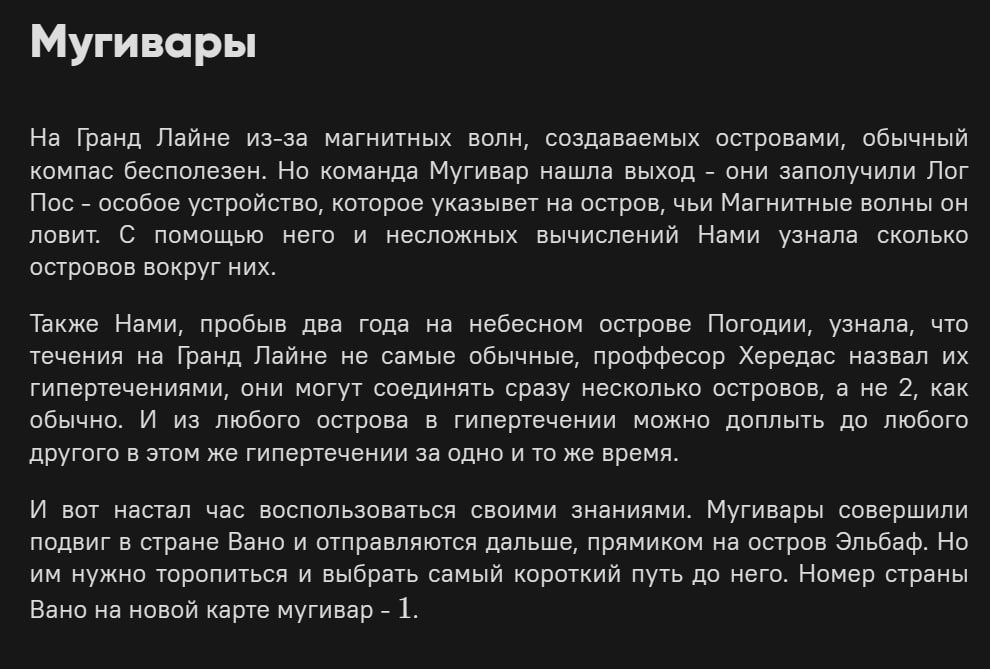 Мугивары
На Гранд Лайне из-за магнитных волн, создаваемых островами, обычный
компас бесполезен. Но команда Мугивар нашла выход - они заполучили Лог
Пос - особое устройство, которое указывет на остров, чьи Магнитные волны он
ловит. С помощью него и несложных вычислений Нами узнала сколько
островов вокруг них.
Также Нами, пробыв два года на небесном острове Погодии, узнала, что
течения на Гранд Лайне не самые обычные, проффесор Хередас назвал их
гипертечениями, они могут соединять сразу несколько островов, а не 2, как
обычно. И из любого острова в гипертечении можно доплыть до любого
другого в этом же гипертечении за одно и то же время.
И вот настал час воспользоваться своими знаниями. Мугивары совершили
подвиг в стране Вано и отправляются дальше, прямиком на остров Эльбаф. Но
им нужно торопиться и выбрать самый короткий путь до него. Номер страны
Вано на новой карте мугивар - 1.